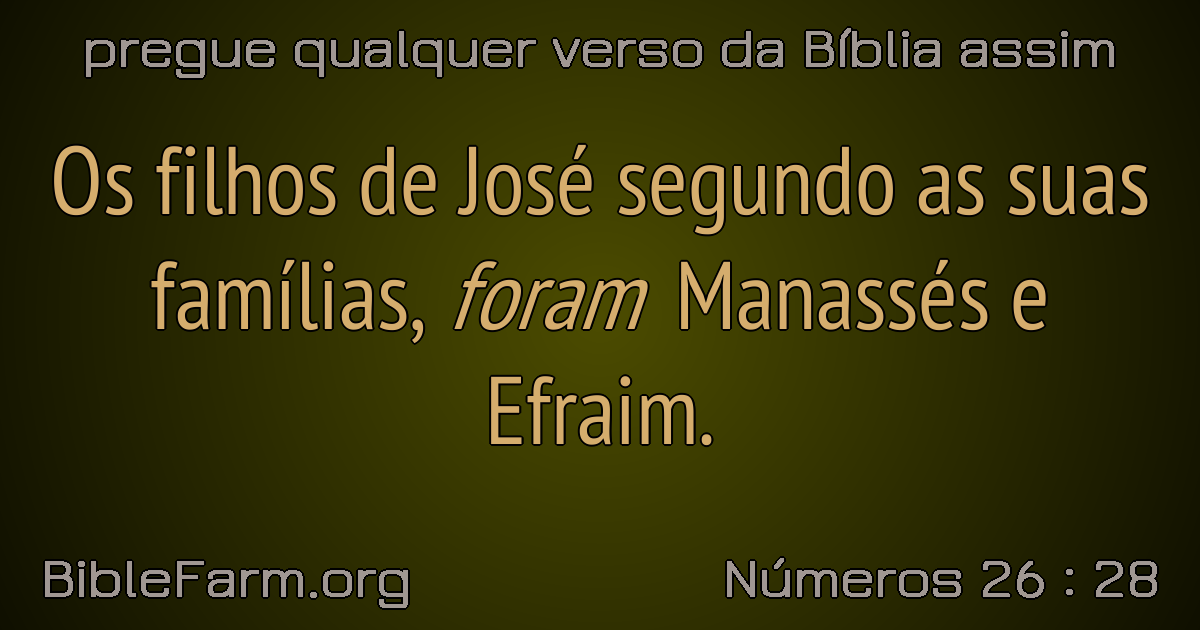 pregue qualquer verso da Bíblia assim
Os filhos de José segundo as suas
famílias, foram Manassés e
Efraim.
BibleFarm.org
Números 26 : 28